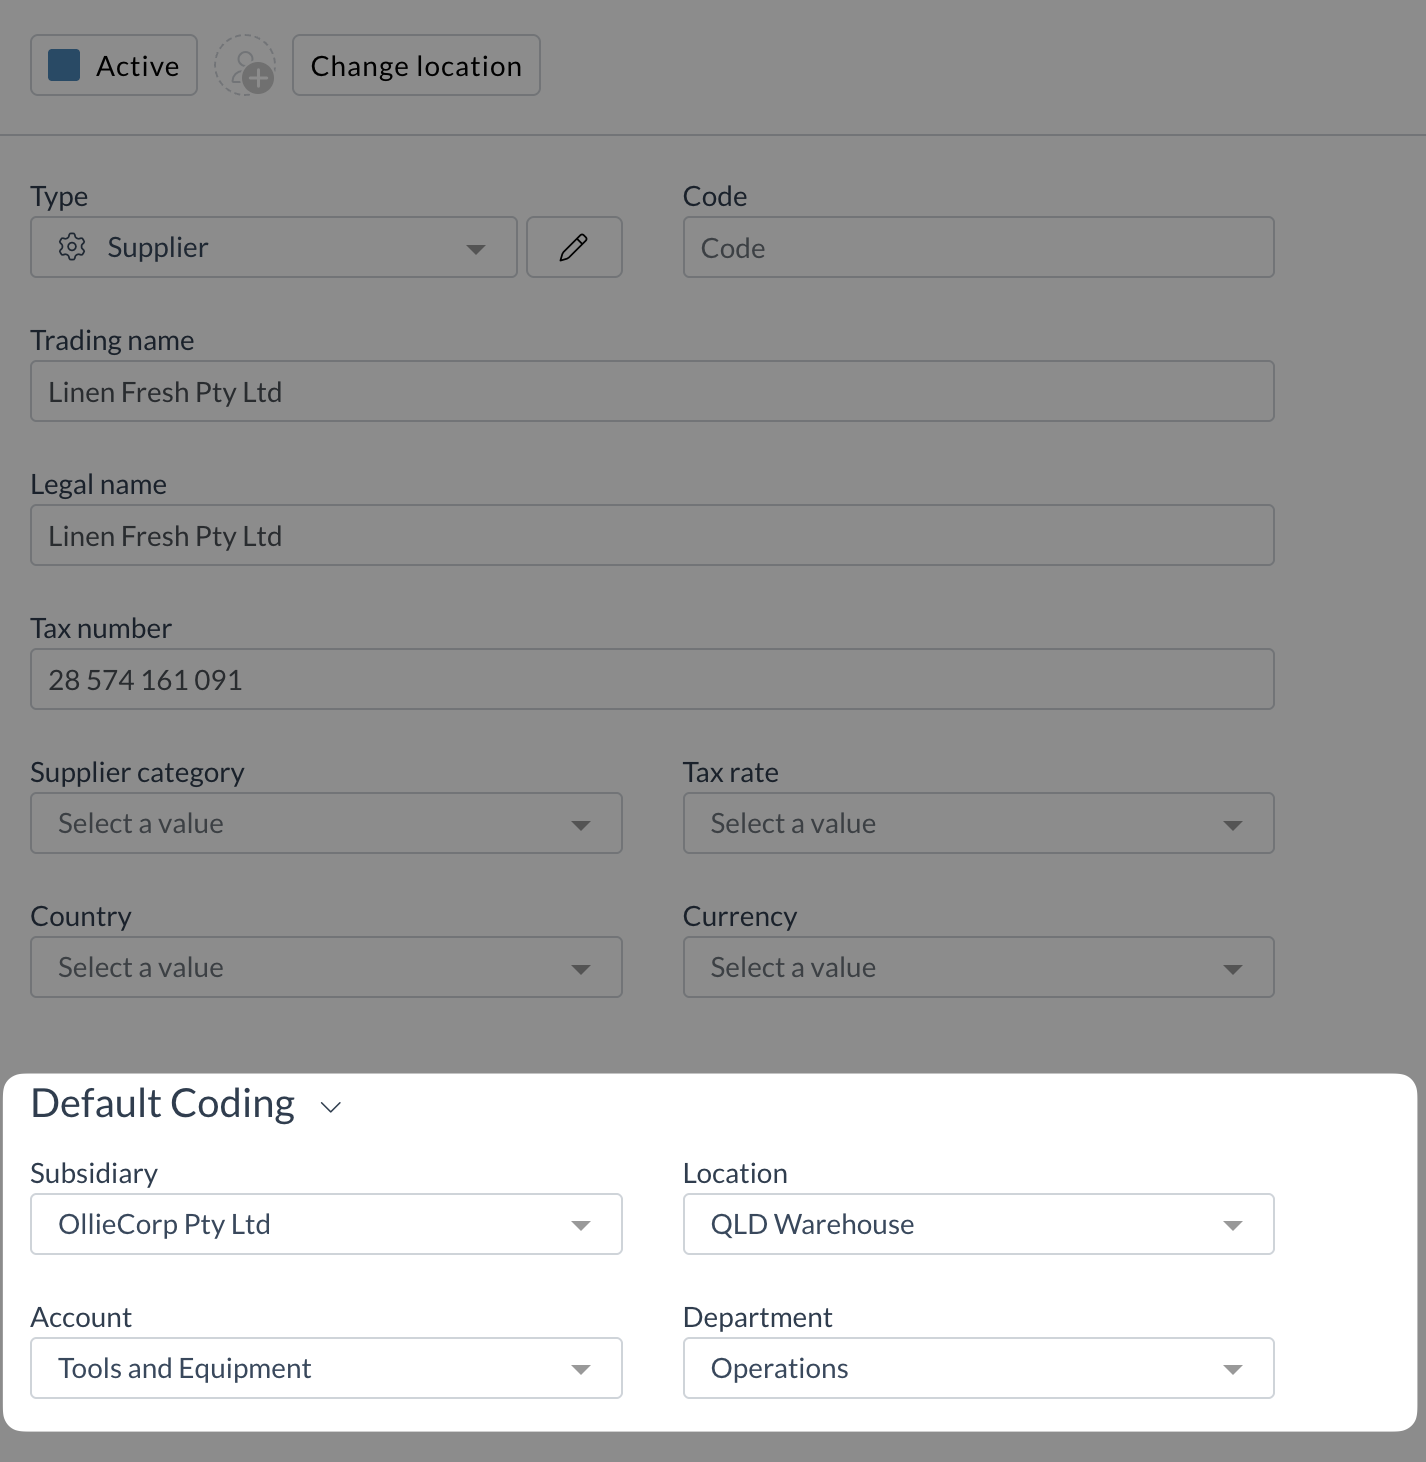 Active Change location
Type Code
Supplier Code
Trading name
Linen Fresh Pty Ltd
Legal name
Linen Fresh Pty Ltd
Tax number
28 574 161 091
Supplier category Tax rate
Select a value Select a value
Country Currency
Select a value Select a value
Default Coding
Subsidiary Location
OllieCorp Pty Ltd QLD Warehouse
Account Department
Tools and Equipment Operations